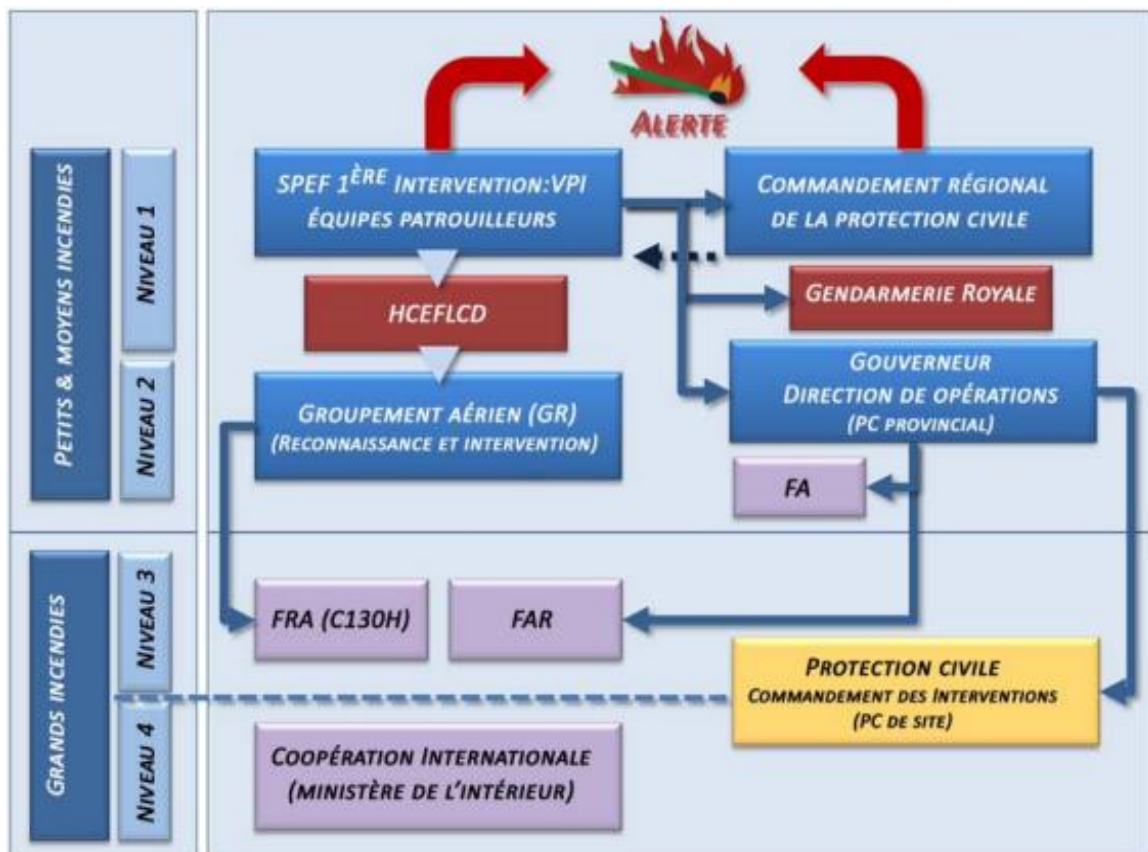 ALERTE
PETITS & MOYENS INCENDIES
NIVEAU 1
NIVEAU 2
SPEF 1ÈRE INTERVENTION:VPI
ÉQUIPES PATROUILLEURS
COMMANDEMENT RÉGIONAL
DE LA PROTECTION CIVILE
HCEFLCD
GENDARMERIE ROYALE
GROUPEMENT AÉRIEN (GR)
(RECONNAISSANCE ET INTERVENTION)
GOUVERNEUR
DIRECTION DE OPÉRATIONS
(PC PROVINCIAL)
FA
GRANDS INCENDIES
NIVEAU 3
NIVEAU 4
FRA (C130H)
FAR
PROTECTION CIVILE
COMMANDEMENT DES INTERVENTIONS
(PC DE SITE)
COOPÉRATION INTERNATIONALE
(MINISTÈRE DE L'INTÉRIEUR)